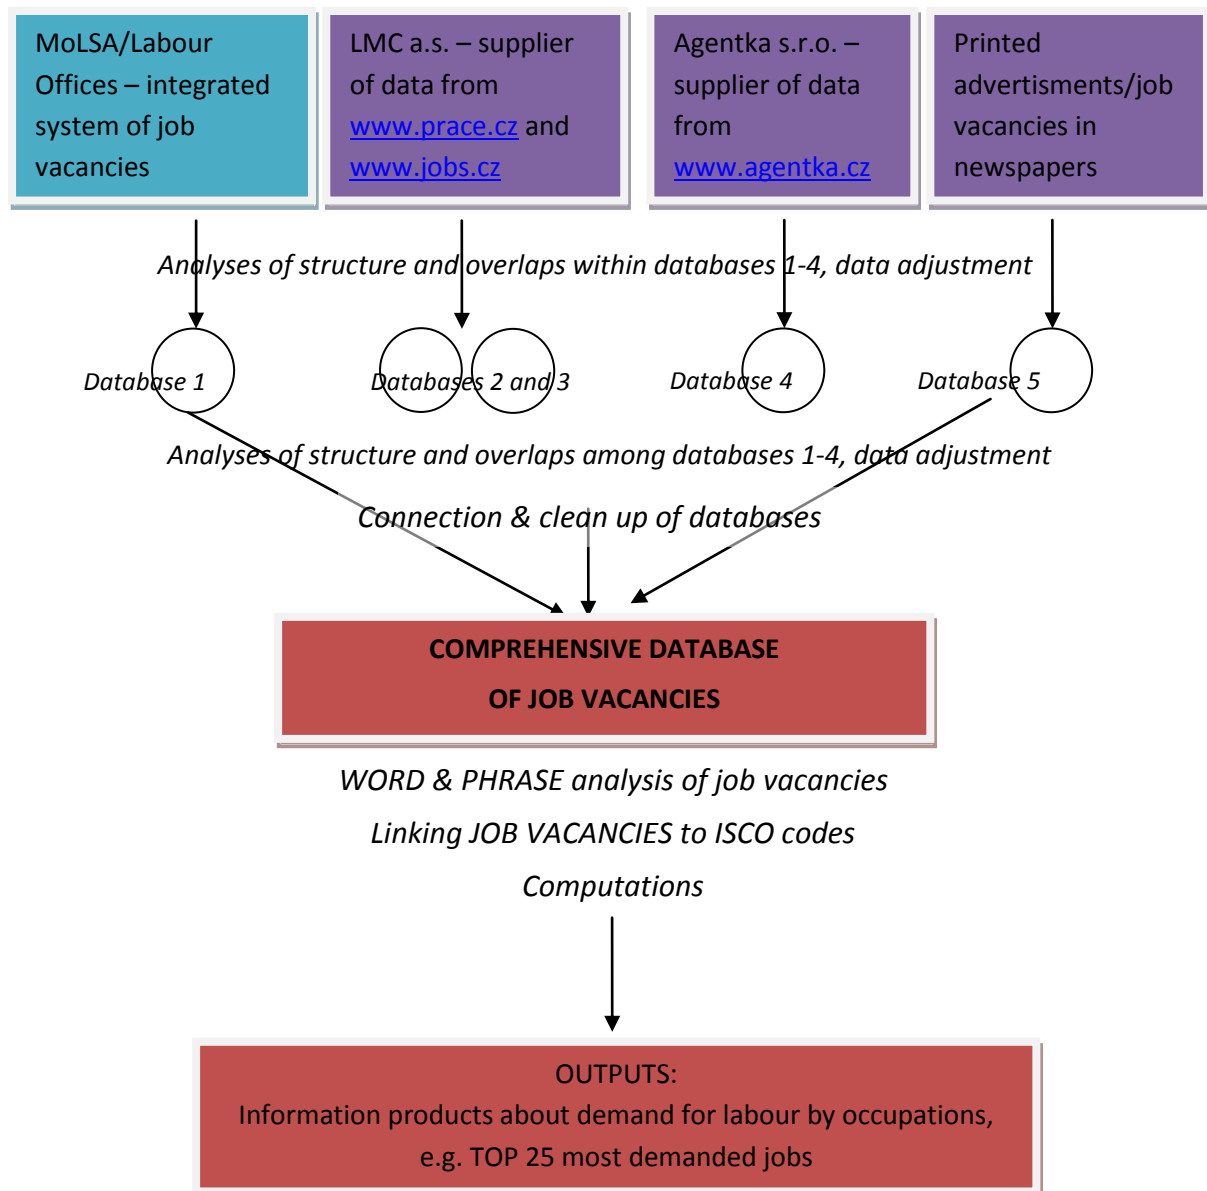 MoLSA/Labour
Offices – integrated
system of job
vacancies
LMC a.s. – supplier
of data from
www.prace.cz and
www.jobs.cz
Agentka s.r.o. –
supplier of data
from
www.agentka.cz
Printed
advertisments/job
vacancies in
newspapers
Analyses of structure and overlaps within databases 1-4, data adjustment
Database 1
Databases 2 and 3
Database 4
Database 5
Analyses of structure and overlaps among databases 1-4, data adjustment
Connection & clean up of databases
COMPREHENSIVE DATABASE
OF JOB VACANCIES
WORD & PHRASE analysis of job vacancies
Linking JOB VACANCIES to ISCO codes
Computations
OUTPUTS:
Information products about demand for labour by occupations,
e.g. TOP 25 most demanded jobs